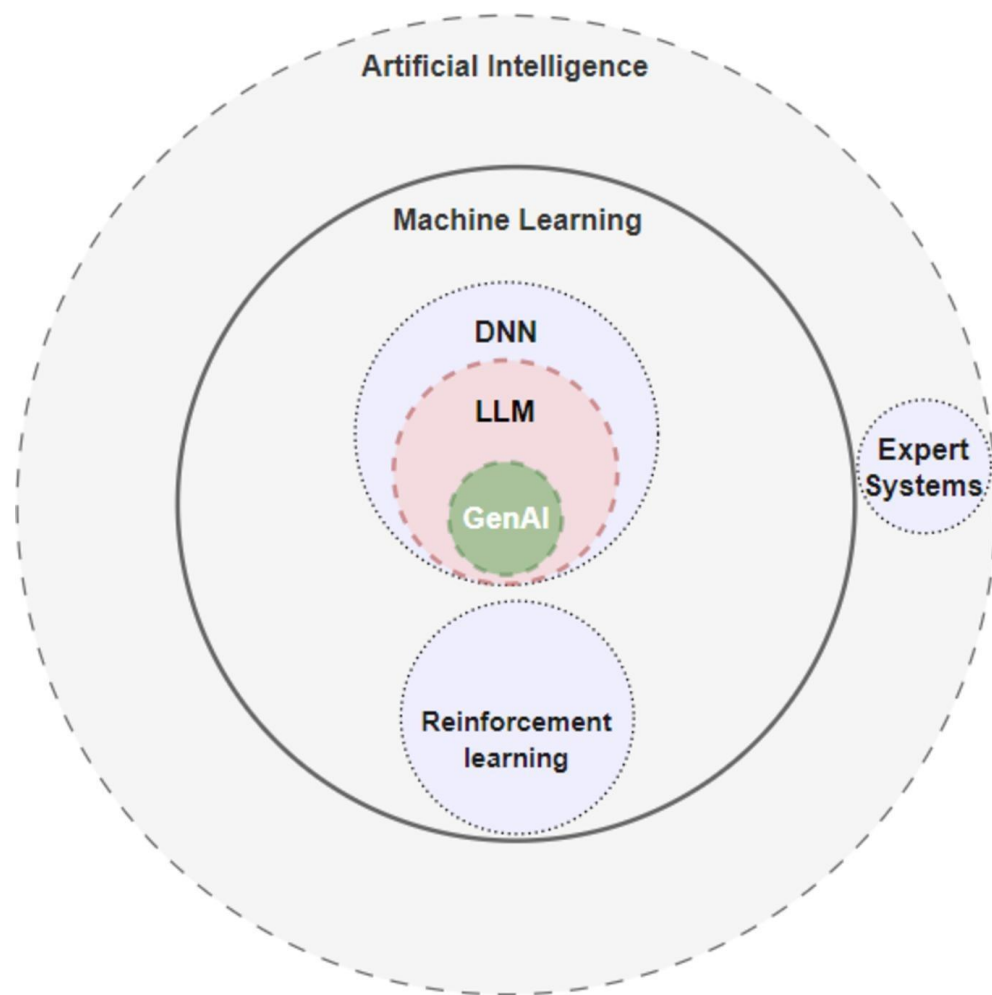 Artificial Intelligence
Machine Learning
DNN
LLM
GenAI
Expert
Systems
Reinforcement
learning